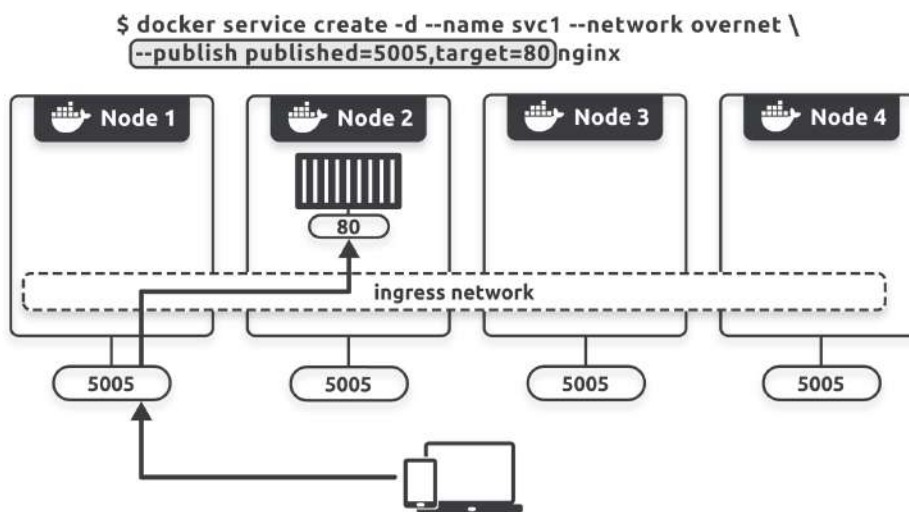 $ docker service create -d --name svc1 --network overnet \
--publish published=5005,target=80 nginx
Node 1
Node 2
Node 3
Node 4
80
ingress network
5005
5005
5005
5005